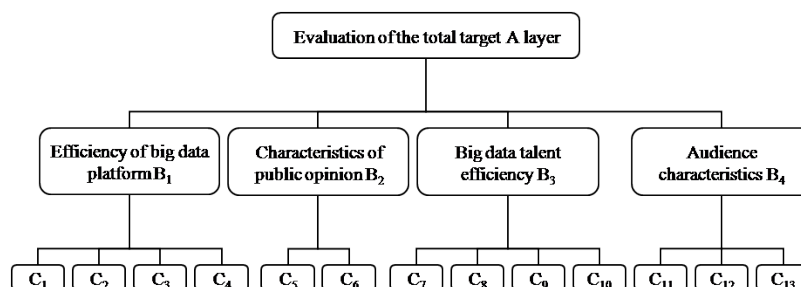 Evaluation of the total target A layer
Efficiency of big data
platform B₁
Characteristics of
public opinion B₂
Big data talent
efficiency B₃
Audience
characteristics B₄
C₁ C₂ C₃ C₄ C₅ C₆ C₇ C₈ C₉ C₁₀ C₁₁ C₁₂ C₁₃